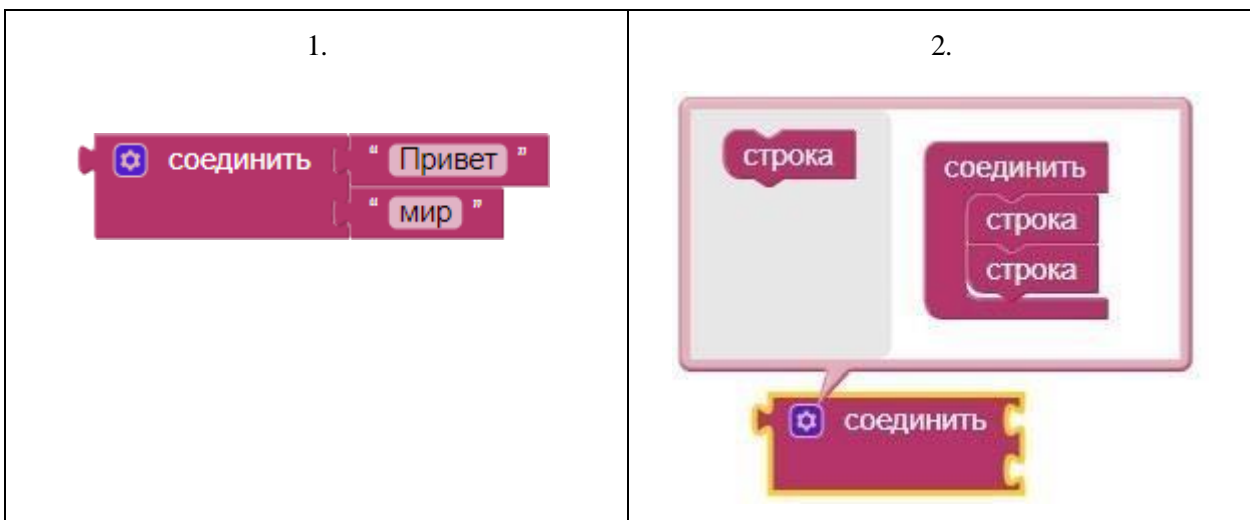 1.
соединить “ Привет ”
“ мир ”
2.
строка
соединить
строка
строка
соединить